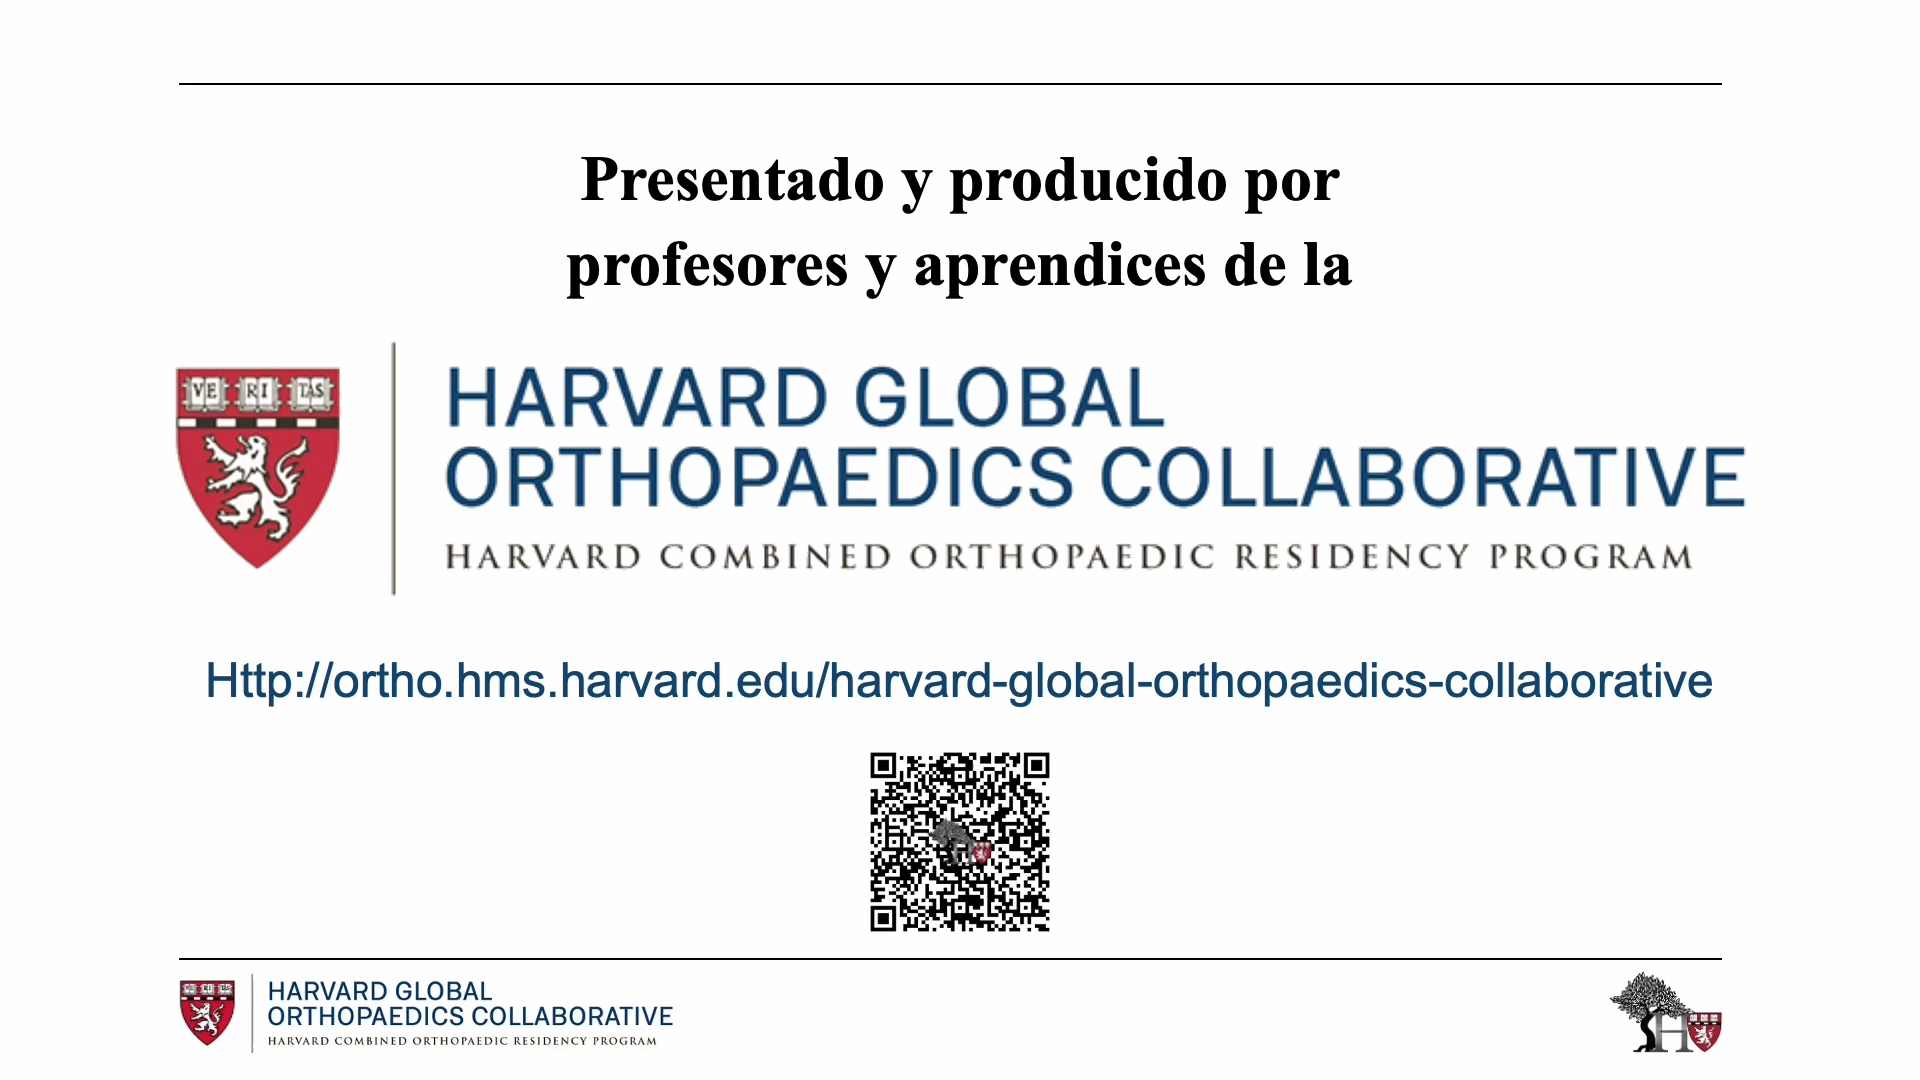 Presentado y producido por
profesores y aprendices de la
VE RI TAS
HARVARD GLOBAL
ORTHOPAEDICS COLLABORATIVE
HARVARD COMBINED ORTHOPAEDIC RESIDENCY PROGRAM
Http://ortho.hms.harvard.edu/harvard-global-orthopaedics-collaborative
H
HARVARD GLOBAL
ORTHOPAEDICS COLLABORATIVE
HARVARD COMBINED ORTHOPAEDIC RESIDENCY PROGRAM
H